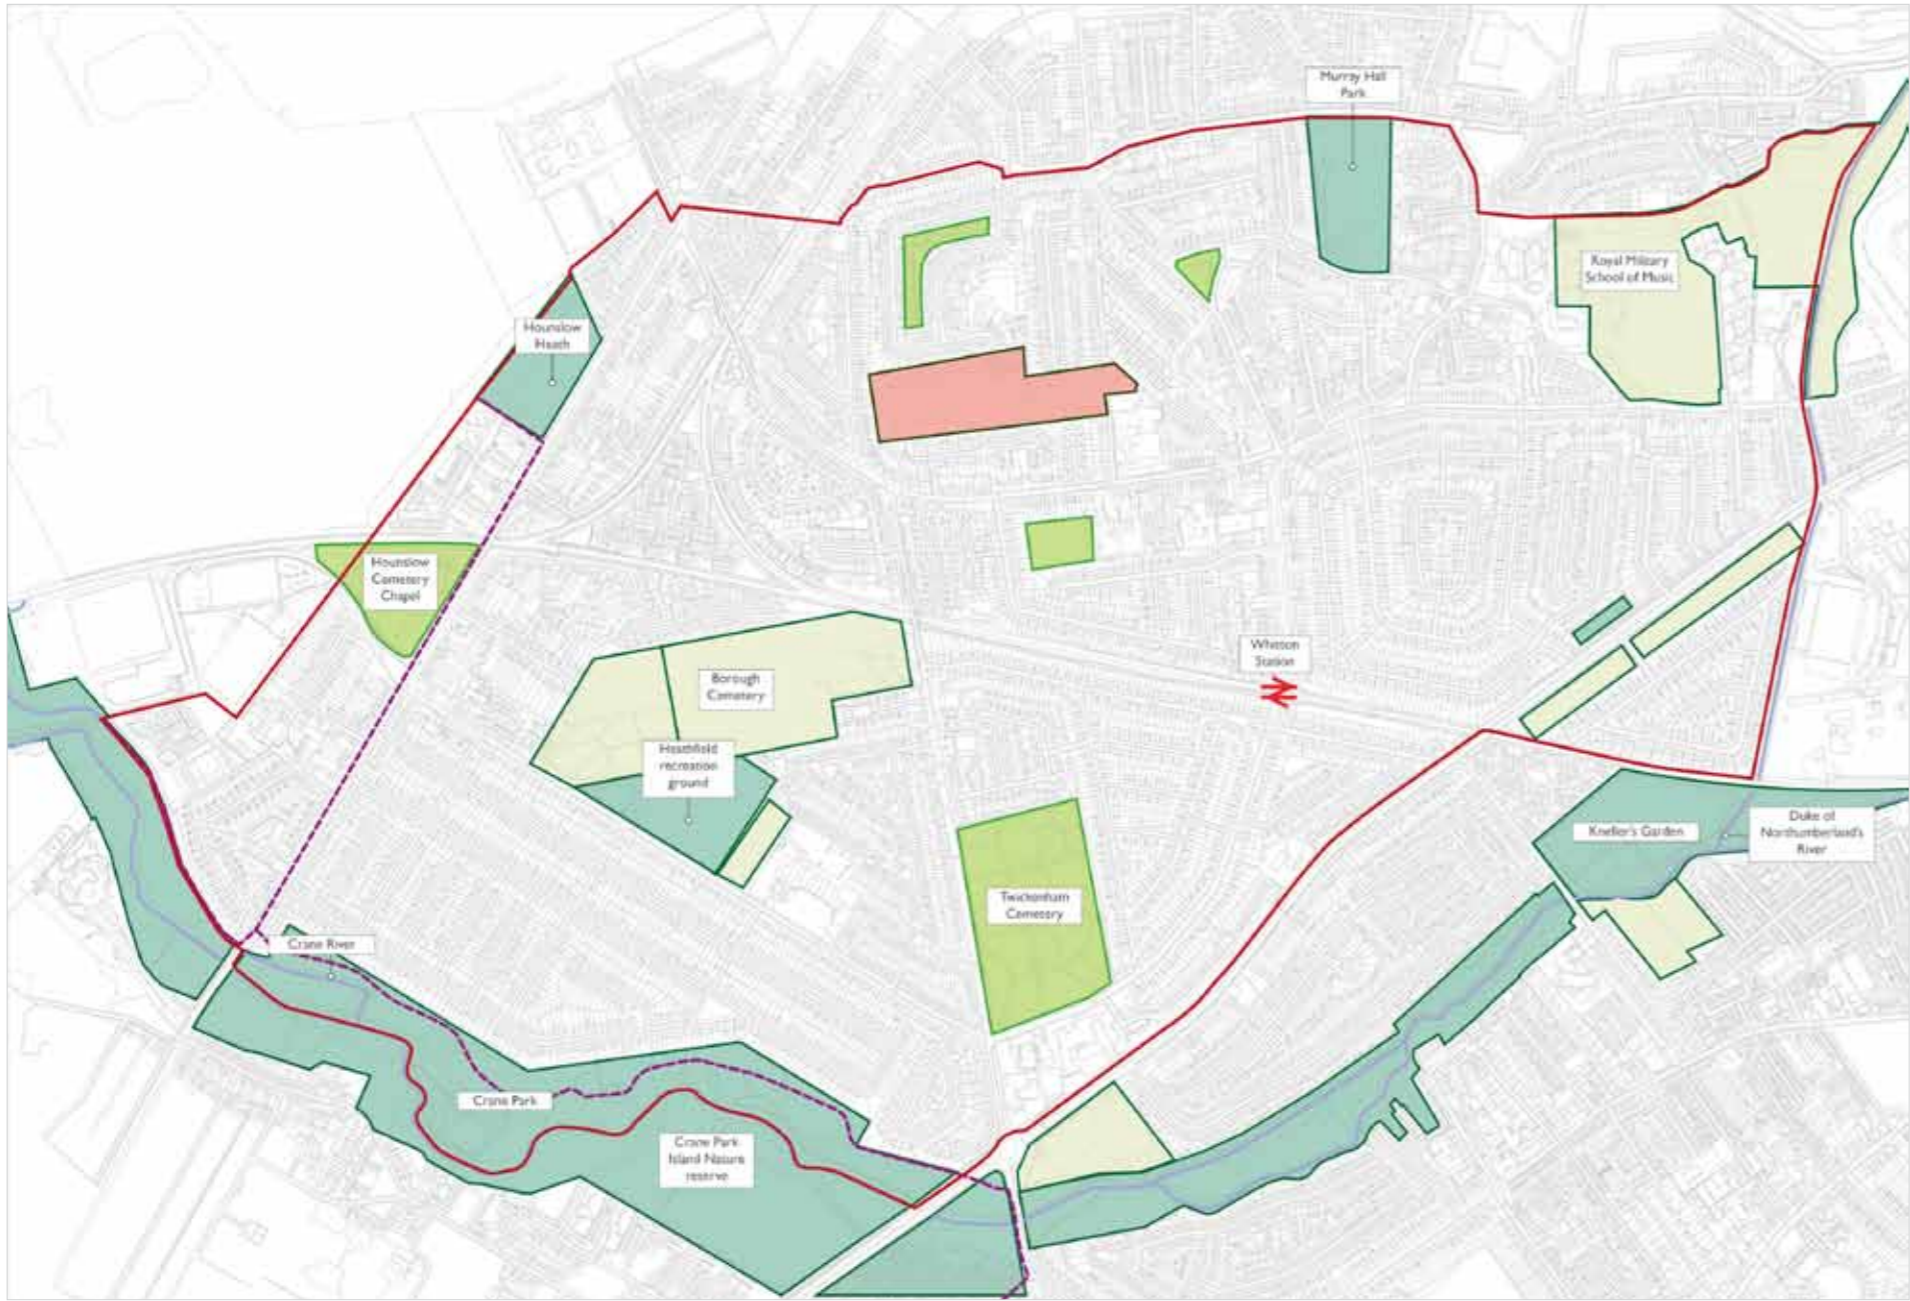 Murray Hall
Park
Royal Military
School of Music
Hounslow
Heath
Hounslow
Cemetery
Chapel
Whitton
Station
Borough
Cemetery
Heathfield
recreation
ground
Kneller's Garden
Duke of
Northumberland's
River
Twickenham
Cemetery
Crane River
Crane Park
Crane Park
Island Nature
reserve